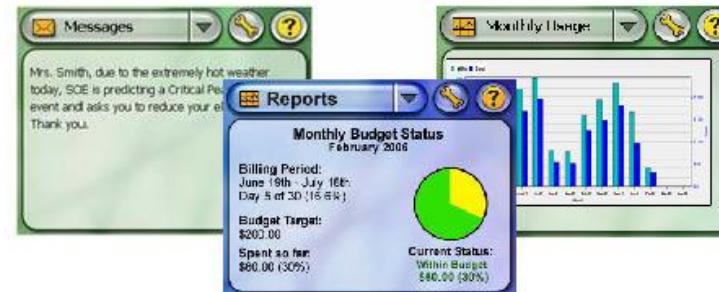 Messages
Mrs. Smith, due to the extremely hot weather
today, SCE is predicting a Critical Pea
event and asks you to reduce your el
Thank you.
Reports
Monthly Budget Status
February 2006
Billing Period:
June 19th - July 18th
Day 5 of 30 (16.6%)
Budget Target:
$200.00
Spent so far:
$60.00 (30%)
Current Status:
Within Budget
$60.00 (30%)
Monthly Usage